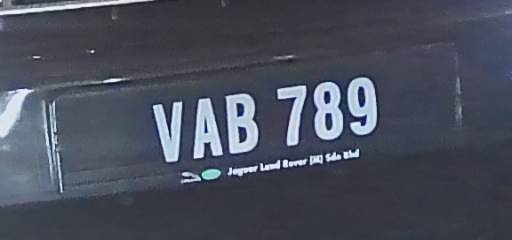 VAB 789
Jaguar Land Rover (M) Sdn Bhd